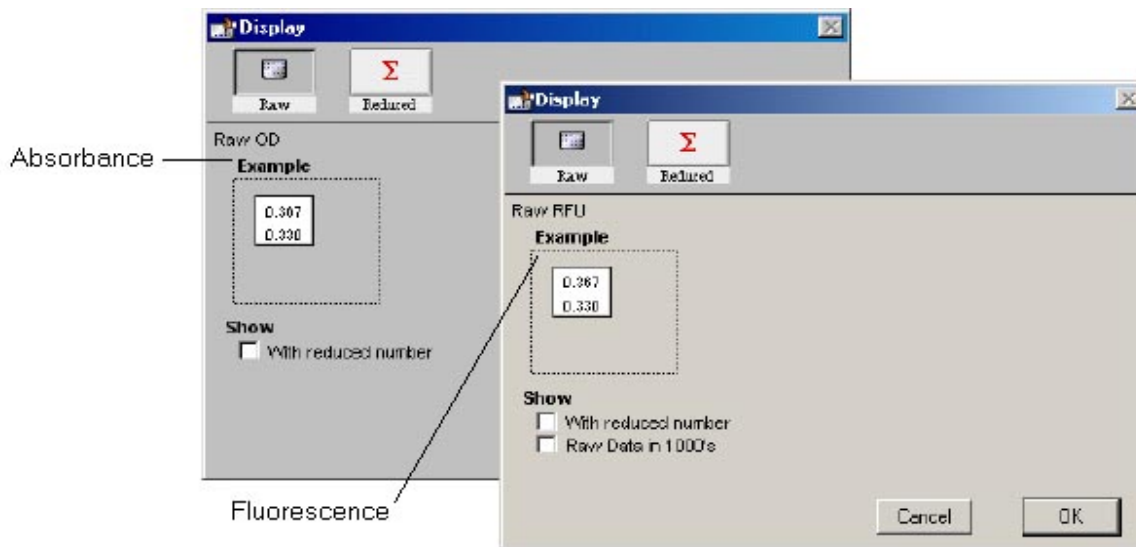 Display
Raw
Reduced
Raw OD
Absorbance
Example
0.367
0.330
Show
With reduced number
Display
Raw
Reduced
Raw RFU
Example
0.367
0.330
Show
With reduced number
Raw Data in 1000's
Fluorescence
Cancel
OK